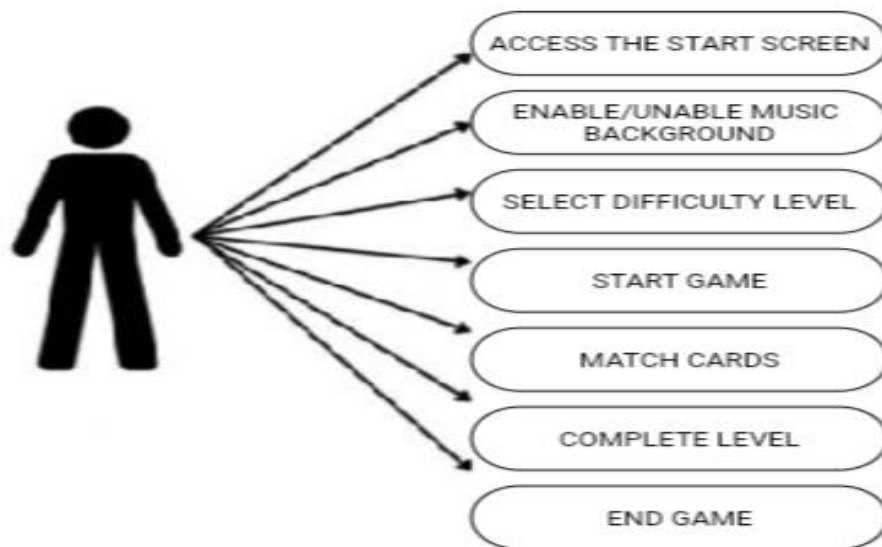 ACCESS THE START SCREEN
ENABLE/UNABLE MUSIC
BACKGROUND
SELECT DIFFICULTY LEVEL
START GAME
MATCH CARDS
COMPLETE LEVEL
END GAME